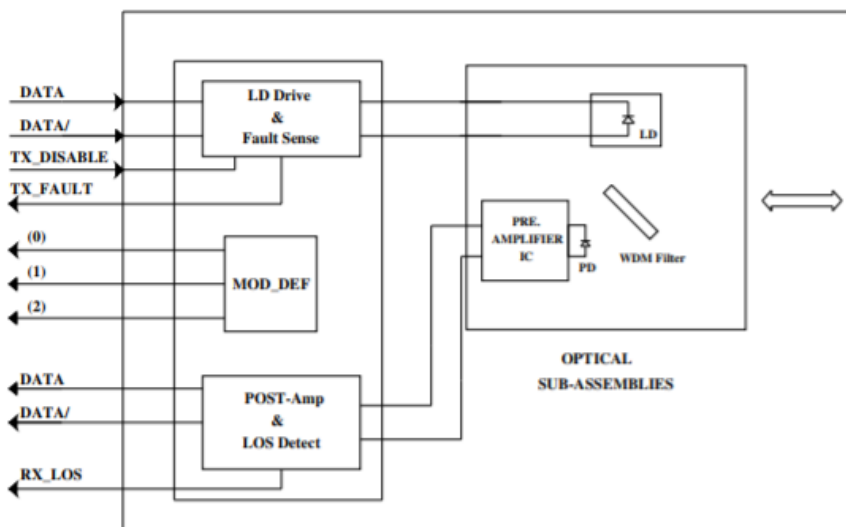 DATA
DATA/
TX_DISABLE
TX_FAULT
(0)
(1)
(2)
DATA
DATA/
RX_LOS
LD Drive
&
Fault Sense
MOD_DEF
POST-Amp
&
LOS Detect
LD
PRE.
AMPLIFIER
IC
PD
WDM Filter
OPTICAL
SUB-ASSEMBLIES